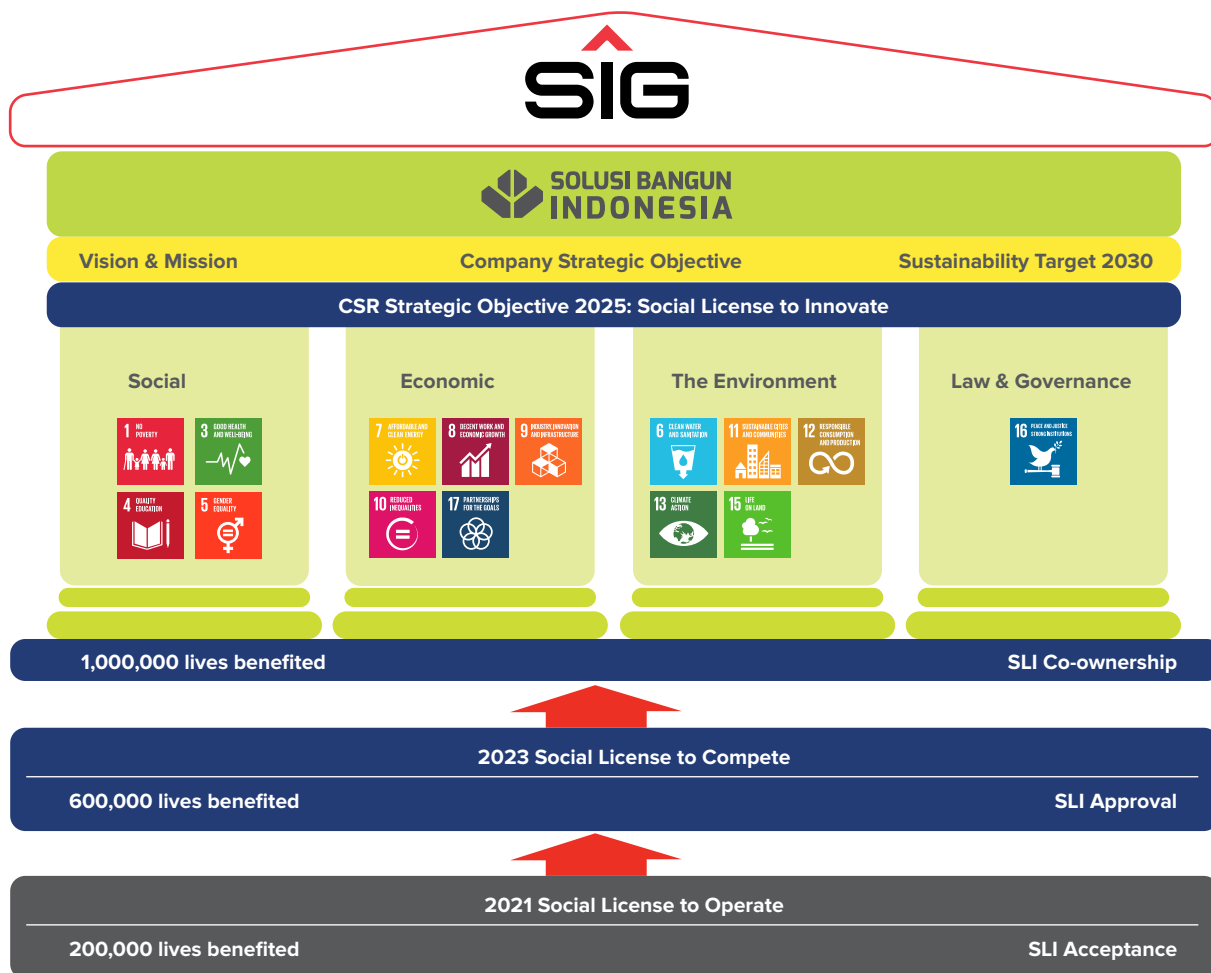 SIG
SOLUSI BANGUN
INDONESIA
Vision & Mission
Company Strategic Objective
Sustainability Target 2030
CSR Strategic Objective 2025: Social License to Innovate
Social
Economic
The Environment
Law & Governance
1 NO
POVERTY
3 GOOD HEALTH
AND WELL-BEING
4 QUALITY
EDUCATION
5 GENDER
EQUALITY
7 AFFORDABLE AND
CLEAN ENERGY
8 DECENT WORK AND
ECONOMIC GROWTH
9 INDUSTRY, INNOVATION
AND INFRASTRUCTURE
10 REDUCED
INEQUALITIES
17 PARTNERSHIPS
FOR THE GOALS
6 CLEAN WATER
AND SANITATION
11 SUSTAINABLE CITIES
AND COMMUNITIES
12 RESPONSIBLE
CONSUMPTION
AND PRODUCTION
13 CLIMATE
ACTION
15 LIFE
ON LAND
16 PEACE AND JUSTICE
STRONG INSTITUTIONS
1,000,000 lives benefited
SLI Co-ownership
2023 Social License to Compete
600,000 lives benefited
SLI Approval
2021 Social License to Operate
200,000 lives benefited
SLI Acceptance